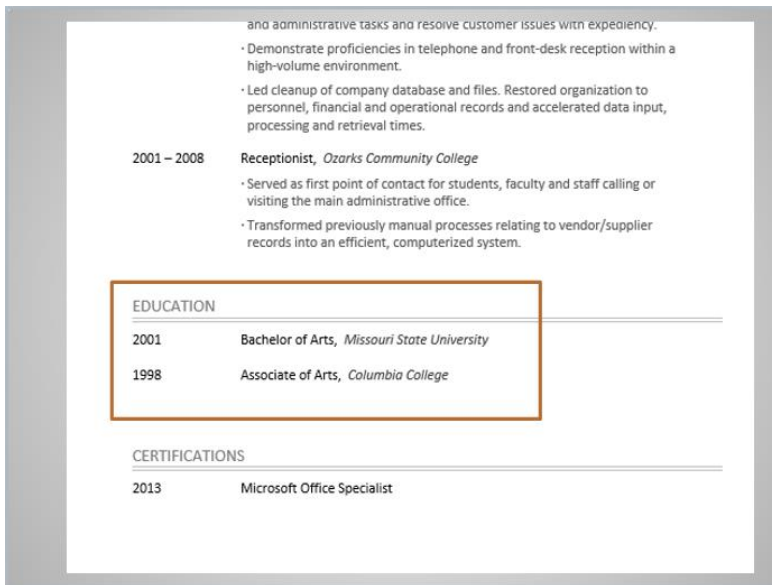 and administrative tasks and resolve customer issues with expediency.
· Demonstrate proficiencies in telephone and front-desk reception within a
high-volume environment.
· Led cleanup of company database and files. Restored organization to
personnel, financial and operational records and accelerated data input,
processing and retrieval times.
2001 – 2008 Receptionist, Ozarks Community College
· Served as first point of contact for students, faculty and staff calling or
visiting the main administrative office.
· Transformed previously manual processes relating to vendor/supplier
records into an efficient, computerized system.
EDUCATION
2001 Bachelor of Arts, Missouri State University
1998 Associate of Arts, Columbia College
CERTIFICATIONS
2013 Microsoft Office Specialist